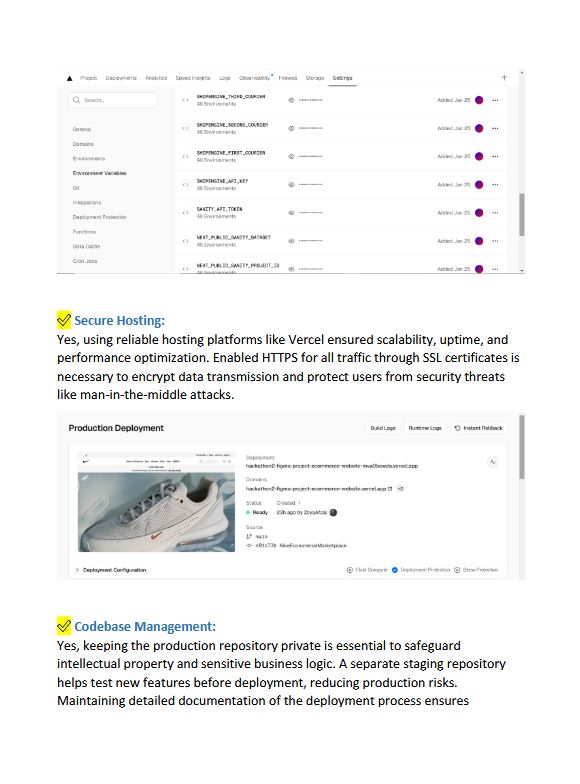 Project Deployments Analytics Speed Insights Logs Observability Firewall Storage Settings
Search...
General
Domains
Environments
Environment Variables
Git
Integrations
Deployment Protection
Functions
Data Cache
Cron Jobs
SHIPENGINE_THIRD_COURIER
All Environments
Added Jan 25
SHIPENGINE_SECOND_COURIER
All Environments
Added Jan 25
SHIPENGINE_FIRST_COURIER
All Environments
Added Jan 25
SHIPENGINE_API_KEY
All Environments
Added Jan 25
SANITY_API_TOKEN
All Environments
Added Jan 25
NEXT_PUBLIC_SANITY_DATASET
All Environments
Added Jan 25
NEXT_PUBLIC_SANITY_PROJECT_ID
All Environments
Added Jan 25
Secure Hosting:
Yes, using reliable hosting platforms like Vercel ensured scalability, uptime, and
performance optimization. Enabled HTTPS for all traffic through SSL certificates is
necessary to encrypt data transmission and protect users from security threats
like man-in-the-middle attacks.
Production Deployment
Build Logs Runtime Logs Instant Rollback
Deployment
Domains
hackathon2-figma-project-ecommerce-website.vercel.app +2
Status Created
Ready 23h ago by ZoyaAfzal
Source
main
NikeEcommerceMarketplace
Deployment Configuration
Fluid Compute Deployment Protection Skew Protection
Codebase Management:
Yes, keeping the production repository private is essential to safeguard
intellectual property and sensitive business logic. A separate staging repository
helps test new features before deployment, reducing production risks.
Maintaining detailed documentation of the deployment process ensures